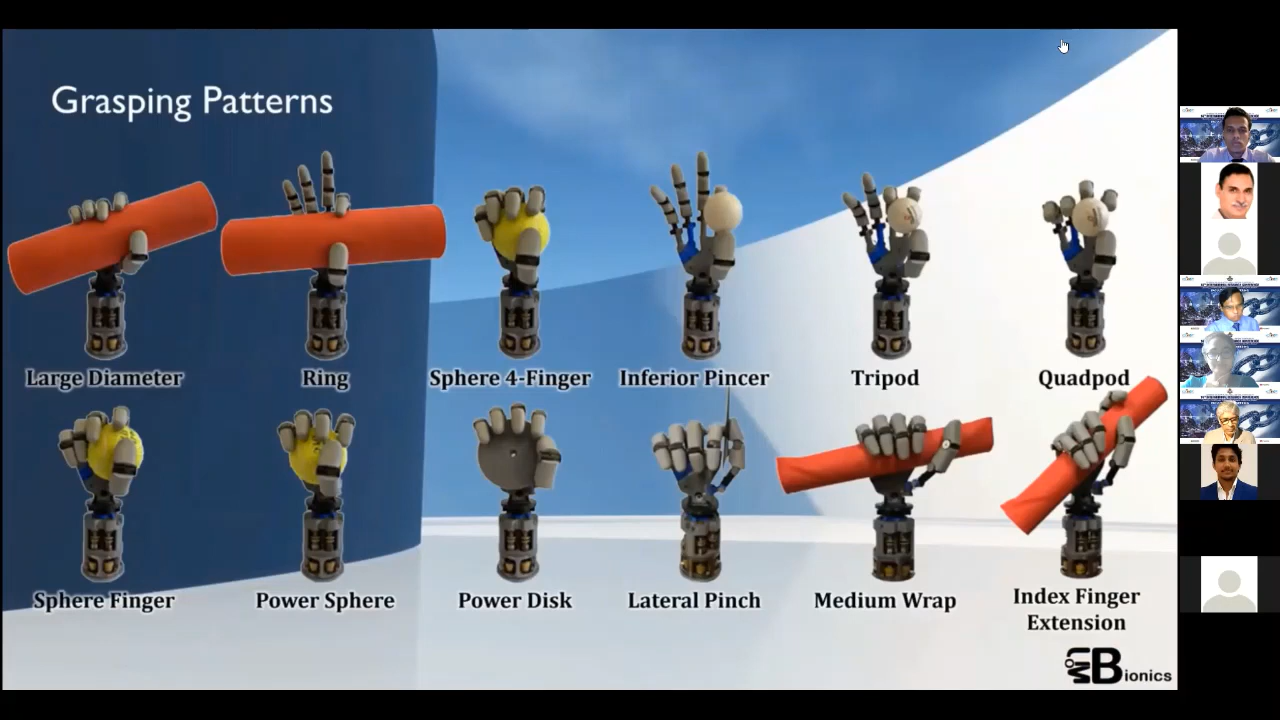 Grasping Patterns
Large Diameter
Ring
Sphere 4-Finger
Inferior Pincer
Tripod
Quadpod
Sphere Finger
Power Sphere
Power Disk
Lateral Pinch
Medium Wrap
Index Finger
Extension
Bionics